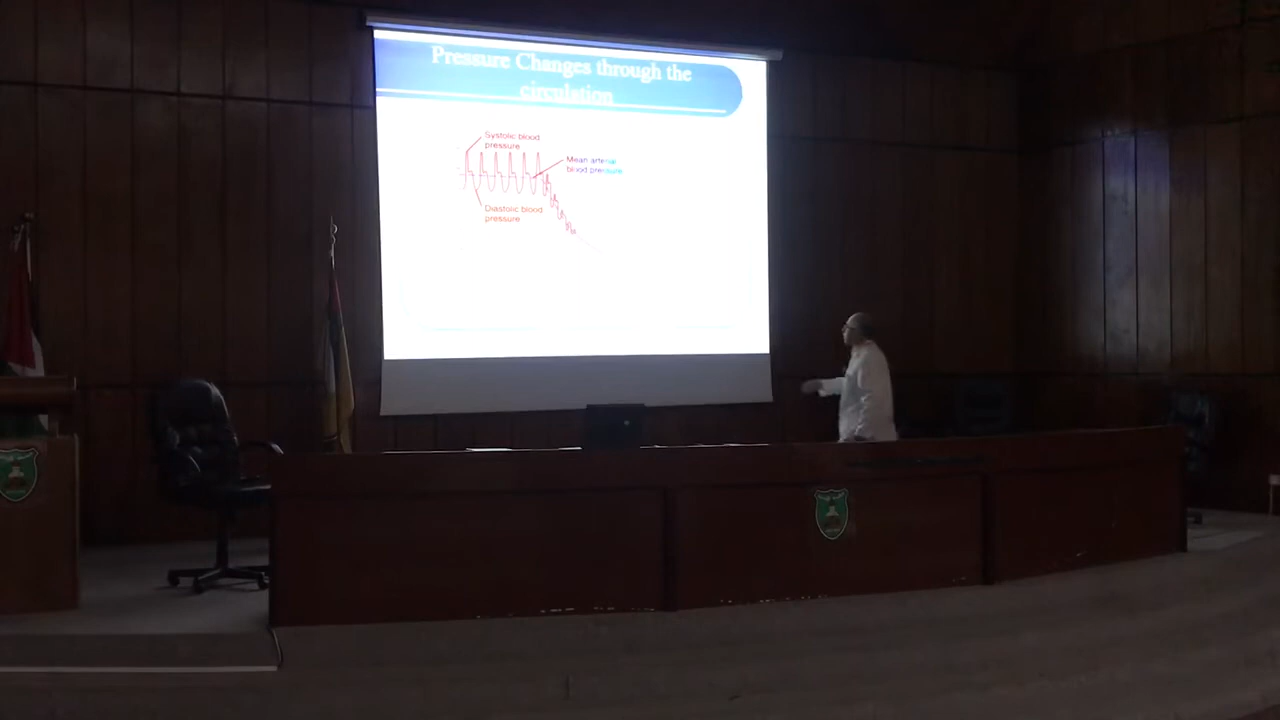 Pressure Changes through the
circulation
Systolic blood
pressure
Mean arterial
blood pressure
Diastolic blood
pressure